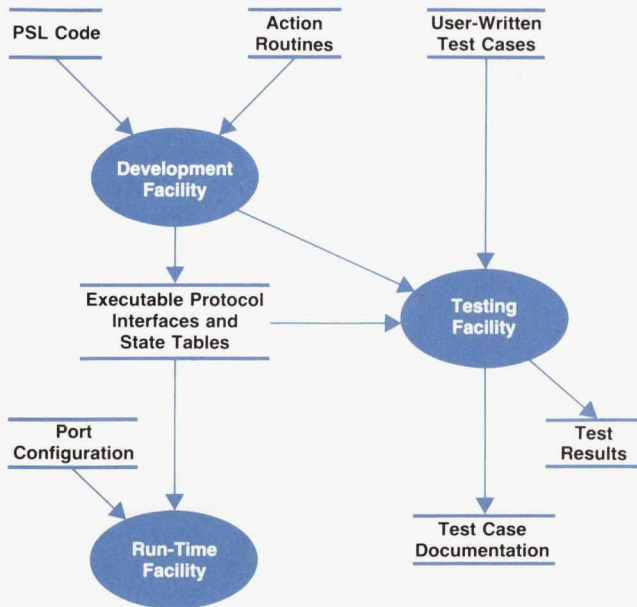 PSL Code
Action
Routines
User-Written
Test Cases
Development
Facility
Executable Protocol
Interfaces and
State Tables
Testing
Facility
Port
Configuration
Test
Results
Run-Time
Facility
Test Case
Documentation